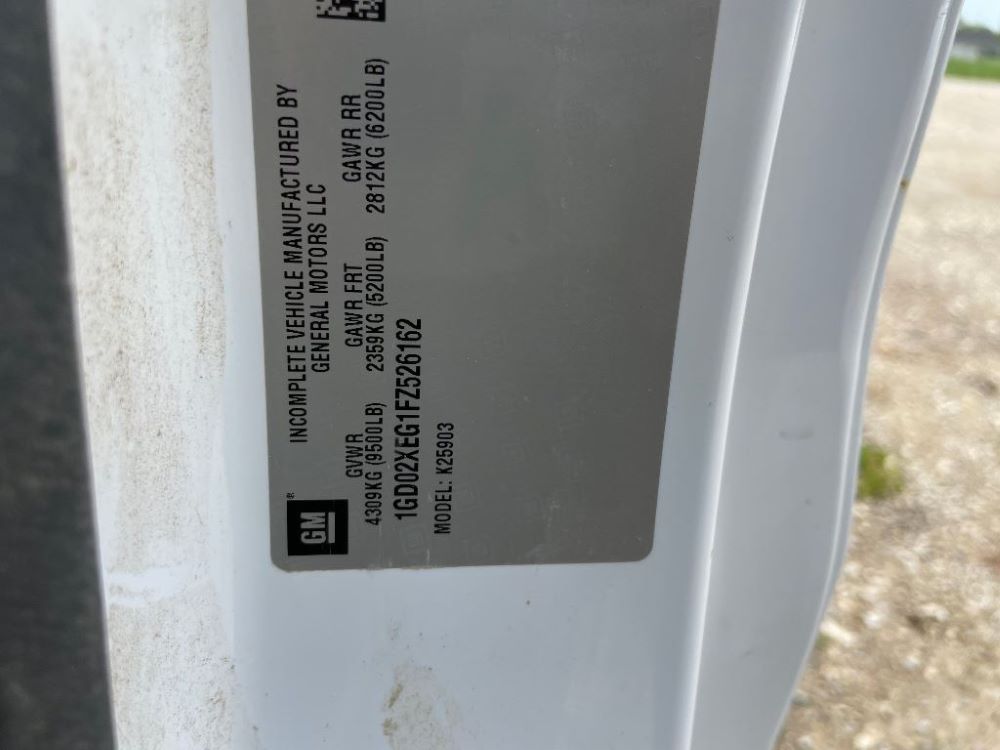 INCOMPLETE VEHICLE MANUFACTURED BY
GENERAL MOTORS LLC
GM®
GVWR GAWR FRT GAWR RR
4309KG (9500LB) 2359KG (5200LB) 2812KG (6200LB)
1GD02XEG1FZ526162
MODEL: K25903